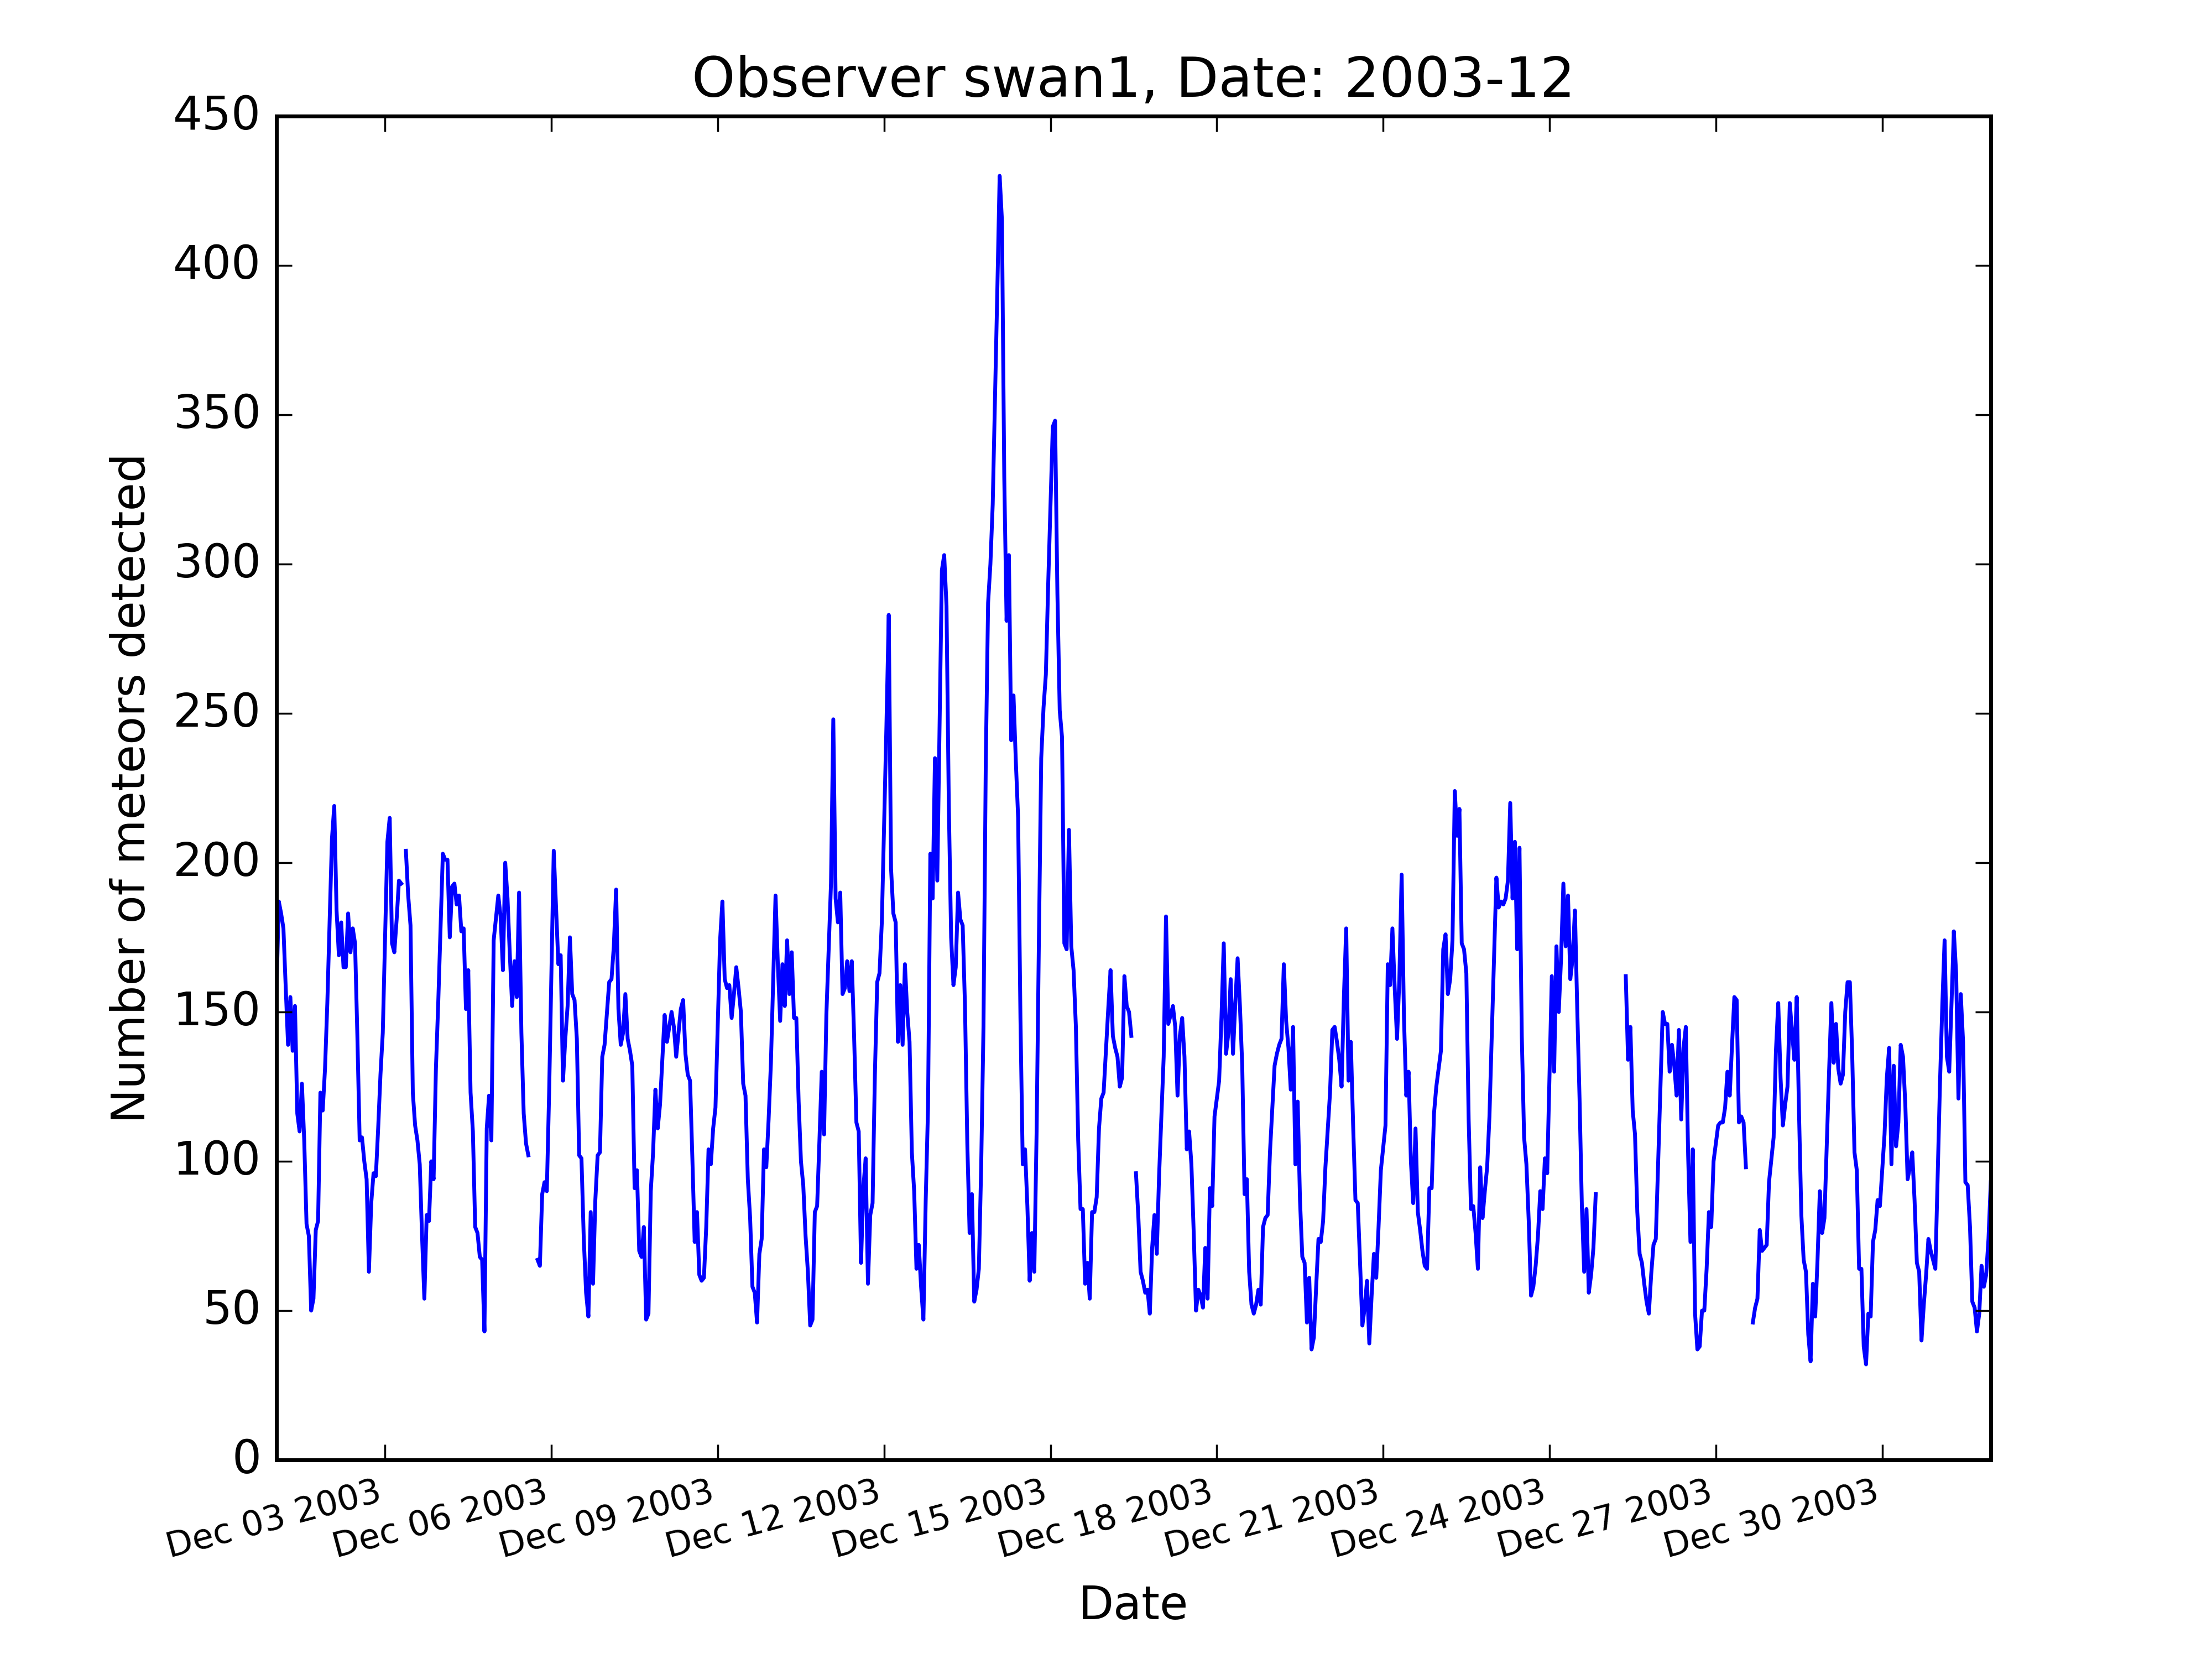 Observer swan1, Date: 2003-12
450
400
350
300
250
200
150
100
50
0
Number of meteors detected
Dec 03 2003
Dec 06 2003
Dec 09 2003
Dec 12 2003
Dec 15 2003
Dec 18 2003
Dec 21 2003
Dec 24 2003
Dec 27 2003
Dec 30 2003
Date